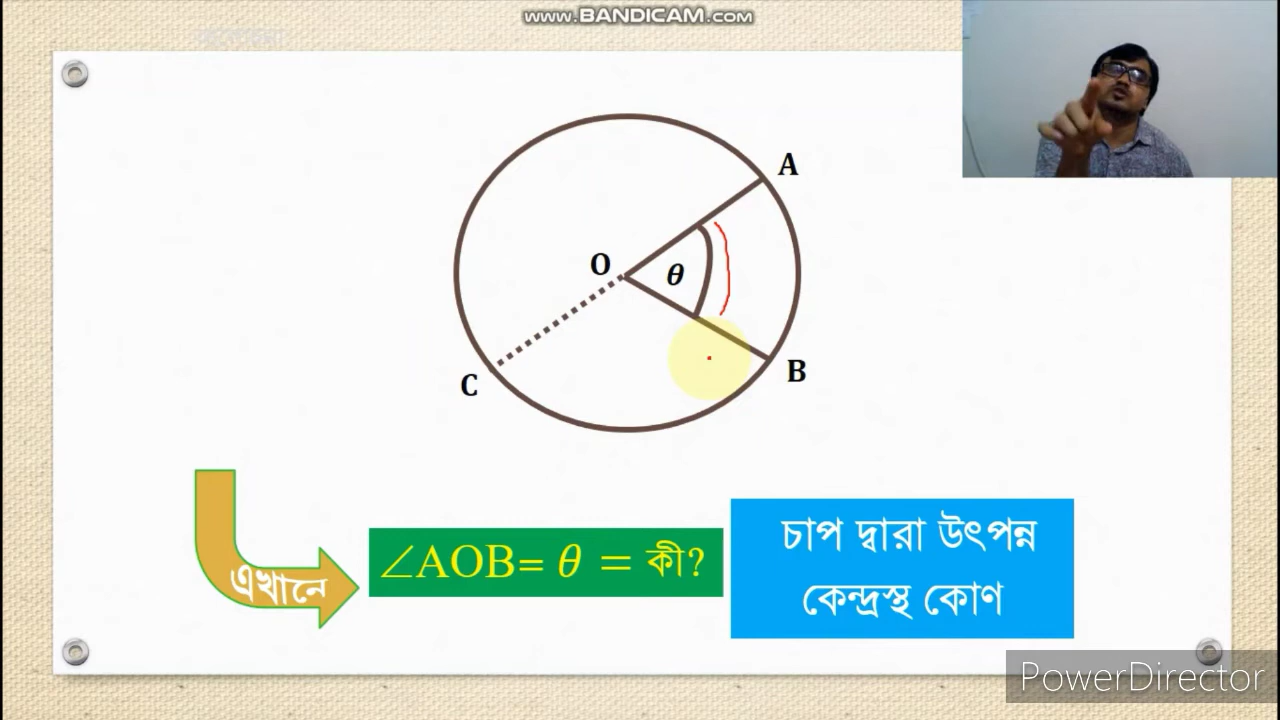 www.BANDICAM.com
A
O
θ
B
C
এখানে
∠AOB= θ = কী?
চাপ দ্বারা উৎপন্ন
কেন্দ্রস্থ কোণ
PowerDirector